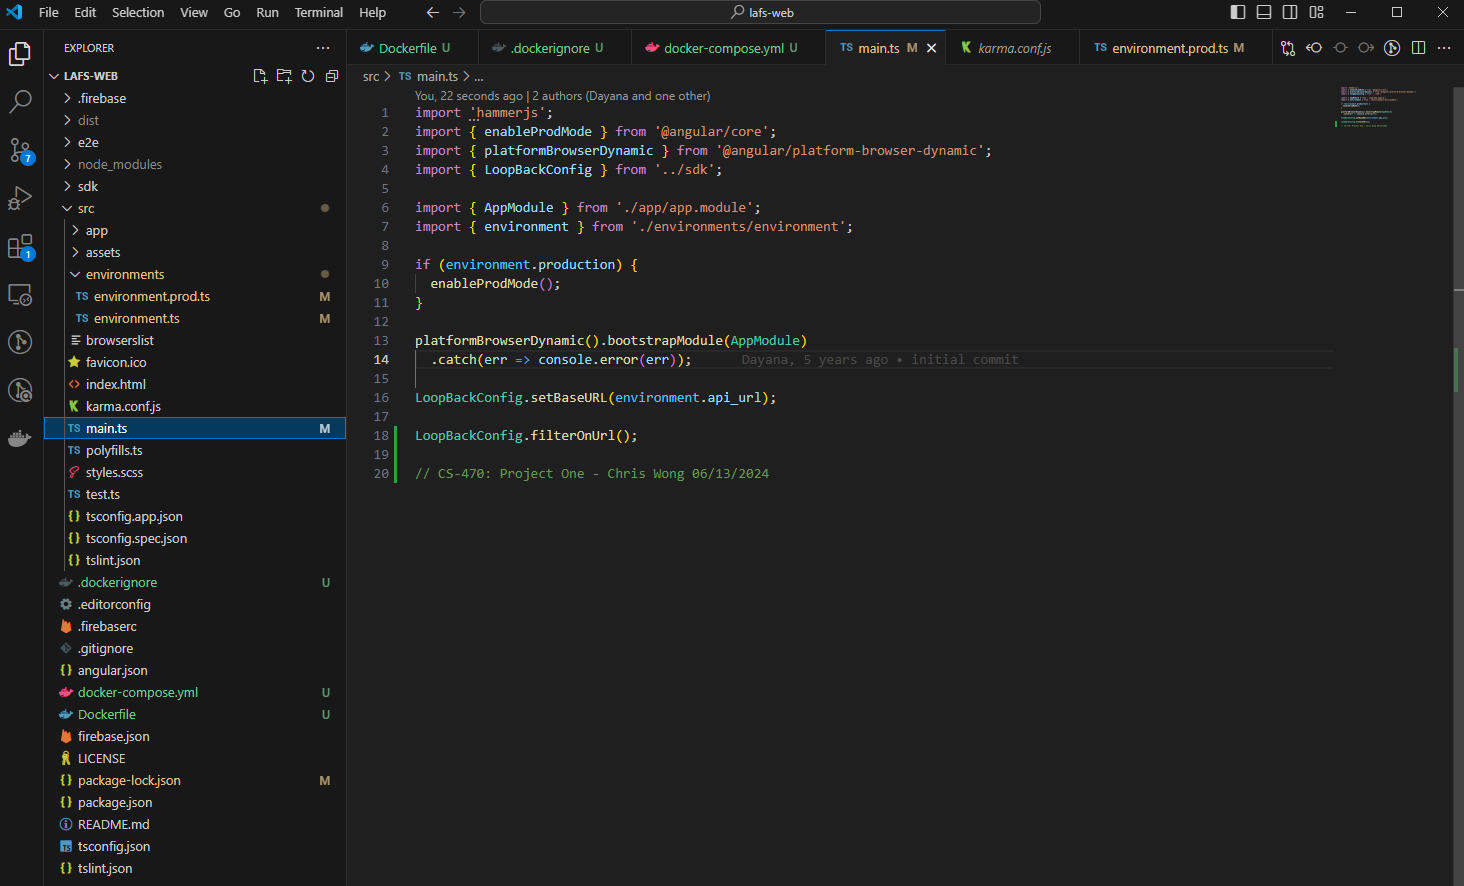 File Edit Selection View Go Run Terminal Help
lafs-web
EXPLORER
Dockerfile U
.dockerignore U
docker-compose.yml U
TS main.ts M
karma.conf.js
TS environment.prod.ts M
LAFS-WEB
.firebase
dist
e2e
node_modules
sdk
src
app
assets
environments
TS environment.prod.ts M
TS environment.ts M
browserslist
favicon.ico
index.html
karma.conf.js
TS main.ts M
TS polyfills.ts
styles.scss
TS test.ts
{} tsconfig.app.json
{} tsconfig.spec.json
{} tslint.json
.dockerignore U
.editorconfig
.firebaserc
.gitignore
{} angular.json
docker-compose.yml U
Dockerfile U
firebase.json
LICENSE
{} package-lock.json M
{} package.json
README.md
tsconfig.json
{} tslint.json
7
1
src > TS main.ts > ...
You, 22 seconds ago | 2 authors (Dayana and one other)
1 import 'hammerjs';
2 import { enableProdMode } from '@angular/core';
3 import { platformBrowserDynamic } from '@angular/platform-browser-dynamic';
4 import { LoopBackConfig } from '../sdk';
5
6 import { AppModule } from './app/app.module';
7 import { environment } from './environments/environment';
8
9 if (environment.production) {
10 enableProdMode();
11 }
12
13 platformBrowserDynamic().bootstrapModule(AppModule)
14 .catch(err => console.error(err)); Dayana, 5 years ago • initial commit
15
16 LoopBackConfig.setBaseURL(environment.api_url);
17
18 LoopBackConfig.filterOnUrl();
19
20 // CS-470: Project One - Chris Wong 06/13/2024